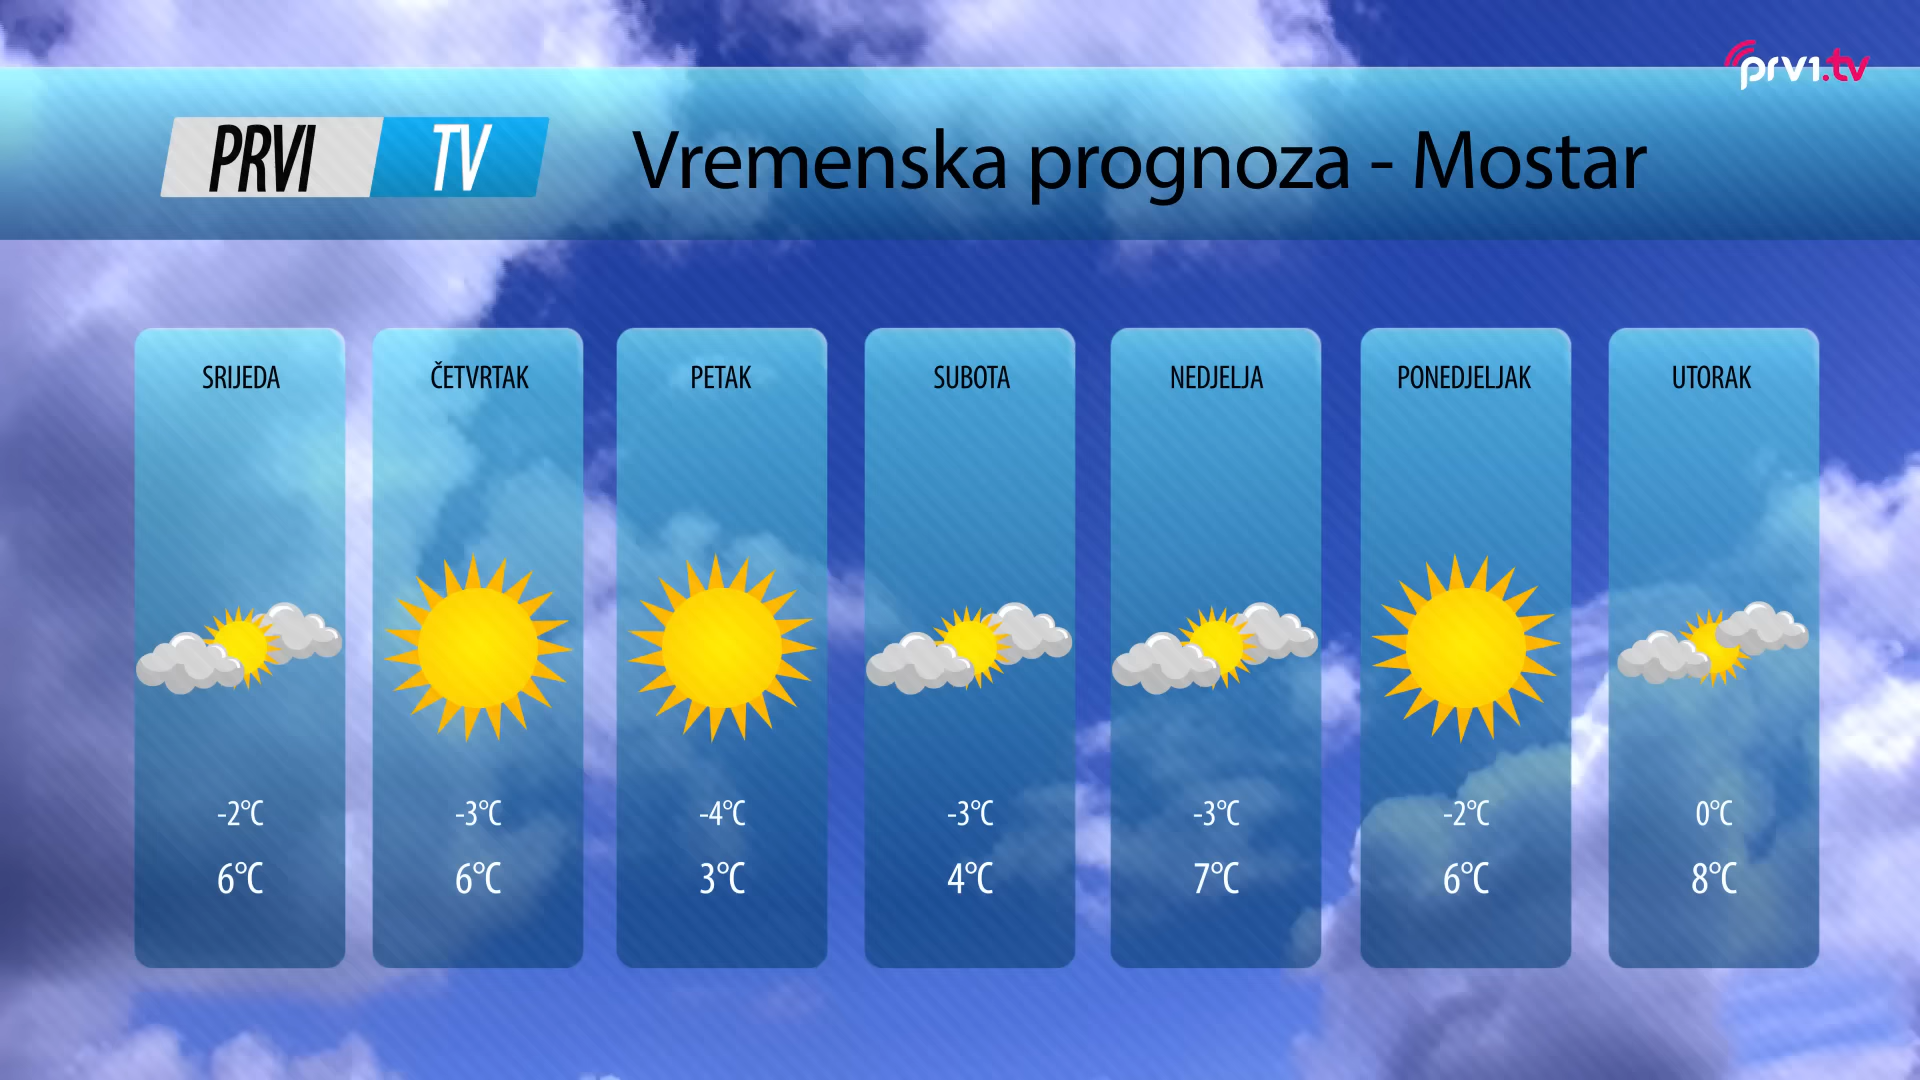 prv1.tv
PRVI TV
Vremenska prognoza - Mostar
SRIJEDA
-2°C
6°C
ČETVRTAK
-3°C
6°C
PETAK
-4°C
3°C
SUBOTA
-3°C
4°C
NEDJELJA
-3°C
7°C
PONEDJELJAK
-2°C
6°C
UTORAK
0°C
8°C